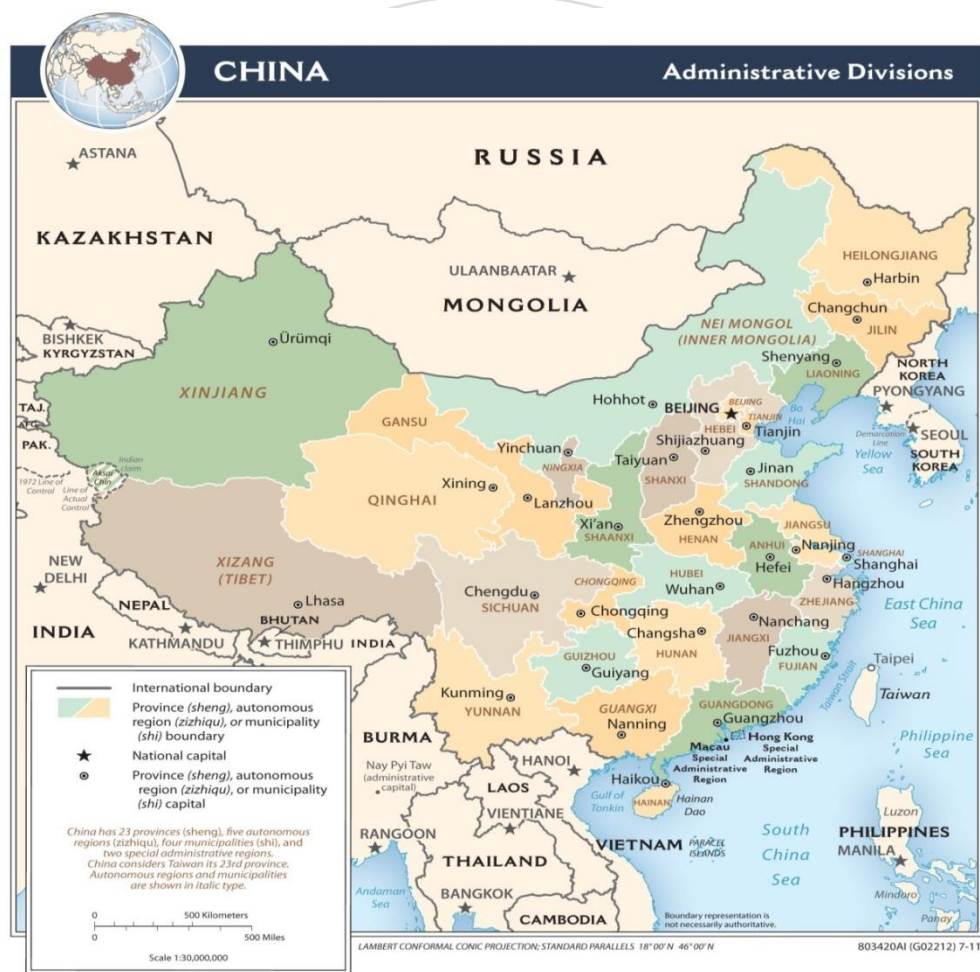 CHINA
Administrative Divisions
ASTANA
RUSSIA
KAZAKHSTAN
ULAANBAATAR
MONGOLIA
HEILONGJIANG
Harbin
Changchun
JILIN
NEI MONGOL
(INNER MONGOLIA)
Shenyang
LIAONING
BISHKEK
KYRGYZSTAN
Ürümqi
XINJIANG
NORTH
KOREA
PYONGYANG
TAJ.
AFG.
PAK.
GANSU
Hohhot
BEIJING
BEIJING
TIANJIN
HEBEI
Tianjin
Bo
Hai
Demarcation
Line
SEOUL
SOUTH
KOREA
Yellow
Sea
Yinchuan
NINGXIA
Shijiazhuang
Taiyuan
SHANXI
Jinan
SHANDONG
Indian
claim
Aksai
Chin
1972 Line of
Control
Line of
Actual
Control
QINGHAI
Xining
Lanzhou
Xi'an
SHAANXI
Zhengzhou
HENAN
JIANGSU
ANHUI
Nanjing
Hefei
SHANGHAI
Shanghai
XIZANG
(TIBET)
Lhasa
NEW
DELHI
NEPAL
KATHMANDU
BHUTAN
THIMPHU
INDIA
INDIA
Chengdu
SICHUAN
CHONGQING
Chongqing
HUBEI
Wuhan
Hangzhou
ZHEJIANG
East China
Sea
Changsha
HUNAN
Nanchang
JIANGXI
Fuzhou
FUJIAN
GUIZHOU
Guiyang
Taipei
Taiwan
Taiwan Strait
Kunming
YUNNAN
GUANGXI
Nanning
GUANGDONG
Guangzhou
Macau
Special
Administrative
Region
Hong Kong
Special
Administrative
Region
Philippine
Sea
BURMA
Nay Pyi Taw
(administrative
capital)
HANOI
LAOS
VIENTIANE
Haikou
HAINAN
Hainan
Dao
Gulf of
Tonkin
RANGOON
THAILAND
BANGKOK
Andaman
Sea
VIETNAM
CAMBODIA
PARACEL
ISLANDS
South
China
Sea
Luzon
PHILIPPINES
MANILA
Mindoro
Panay
International boundary
Province (sheng), autonomous
region (zizhiqu), or municipality
(shi) boundary
National capital
Province (sheng), autonomous
region (zizhiqu), or municipality
(shi) capital
China has 23 provinces (sheng), five autonomous
regions (zizhiqu), four municipalities (shi), and
two special administrative regions.
China considers Taiwan its 23rd province.
Autonomous regions and municipalities
are shown in italic type.
0 500 Kilometers
0 500 Miles
Scale 1:30,000,000
Boundary representation is
not necessarily authoritative.
LAMBERT CONFORMAL CONIC PROJECTION; STANDARD PARALLELS 18°00'N 46°00'N
803420AI (G02212) 7-11